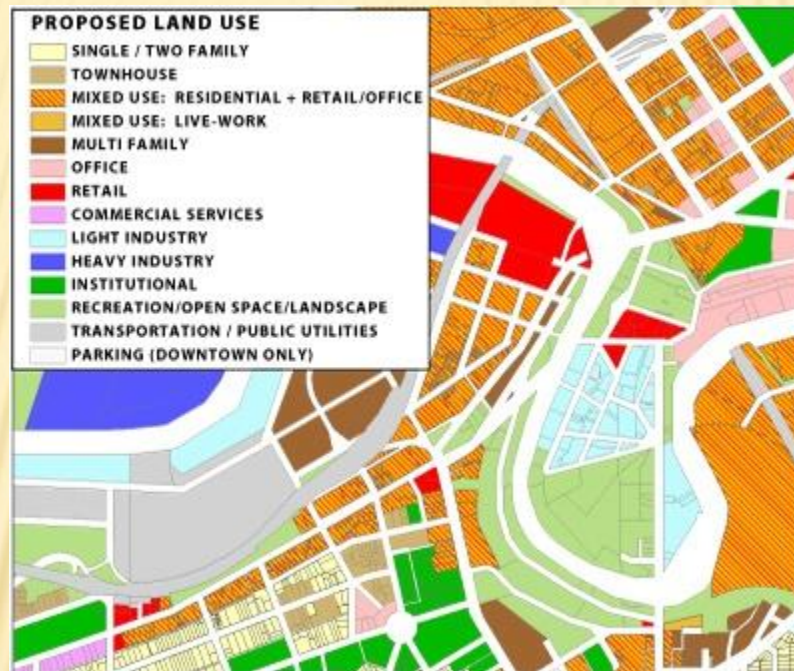 PROPOSED LAND USE
SINGLE / TWO FAMILY
TOWNHOUSE
MIXED USE: RESIDENTIAL + RETAIL/OFFICE
MIXED USE: LIVE-WORK
MULTI FAMILY
OFFICE
RETAIL
COMMERCIAL SERVICES
LIGHT INDUSTRY
HEAVY INDUSTRY
INSTITUTIONAL
RECREATION/OPEN SPACE/LANDSCAPE
TRANSPORTATION / PUBLIC UTILITIES
PARKING (DOWNTOWN ONLY)